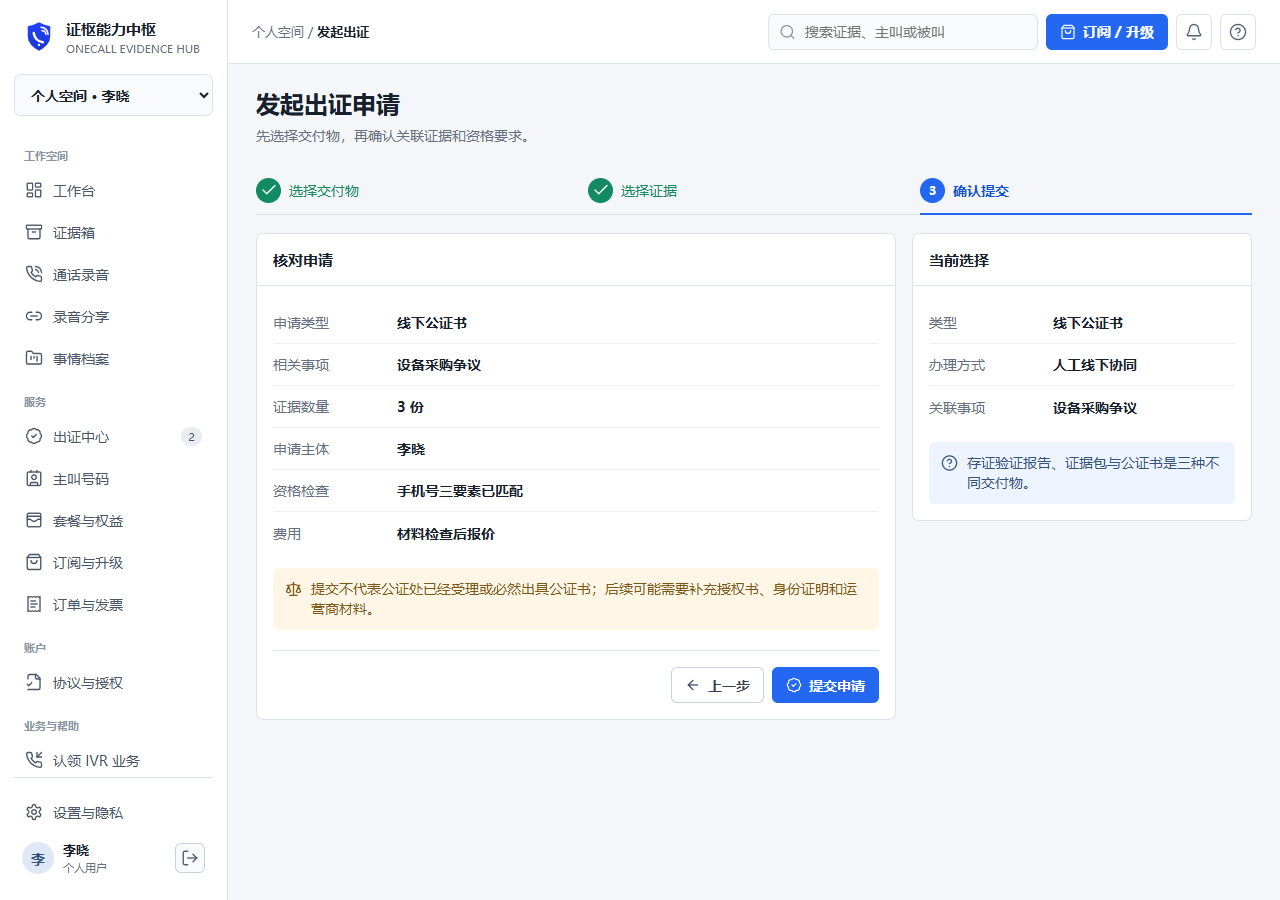 证枢能力中枢
ONECALL EVIDENCE HUB
个人空间 • 李晓
工作空间
工作台
证据箱
通话录音
录音分享
事情档案
服务
出证中心 2
主叫号码
套餐与权益
订阅与升级
订单与发票
账户
协议与授权
业务与帮助
认领 IVR 业务
设置与隐私
李
李晓
个人用户
个人空间 / 发起出证
搜索证据、主叫或被叫
订阅 / 升级
发起出证申请
先选择交付物，再确认关联证据和资格要求。
选择交付物
选择证据
3 确认提交
核对申请
申请类型 线下公证书
相关事项 设备采购争议
证据数量 3 份
申请主体 李晓
资格检查 手机号三要素已匹配
费用 材料检查后报价
提交不代表公证处已经受理或必然出具公证书；后续可能需要补充授权书、身份证明和运
营商材料。
上一步
提交申请
当前选择
类型 线下公证书
办理方式 人工线下协同
关联事项 设备采购争议
存证验证报告、证据包与公证书是三种不
同交付物。